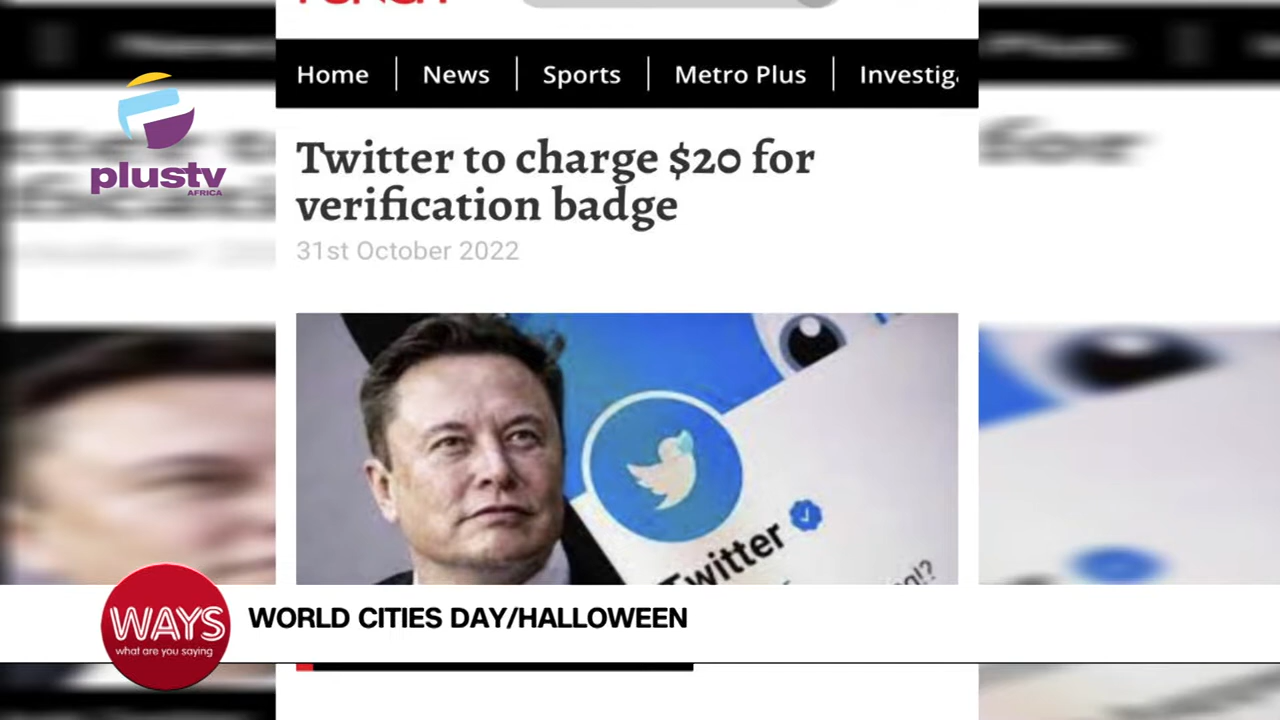 Home | News | Sports | Metro Plus | Investig
plustv
AFRICA
Twitter to charge $20 for
verification badge
31st October 2022
Twitter
WAYS
what are you saying
WORLD CITIES DAY/HALLOWEEN